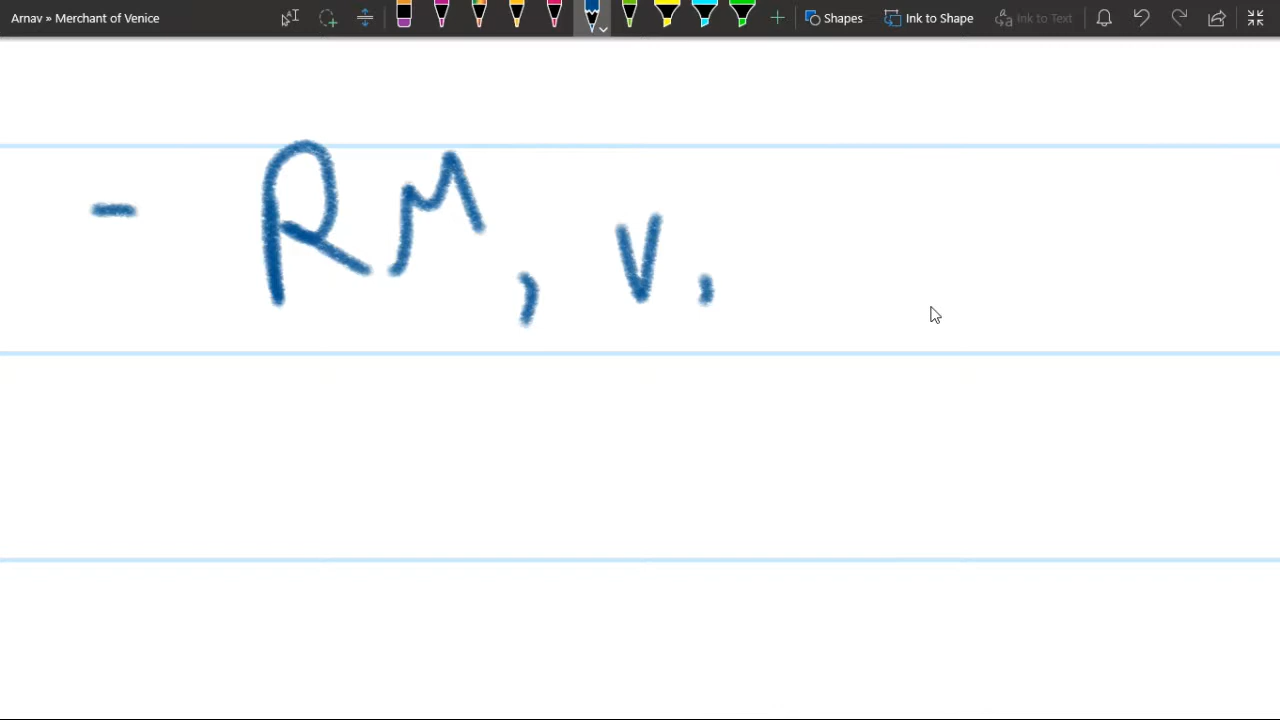 Arnav » Merchant of Venice Shapes Ink to Shape Ink to Text
- RM, V,